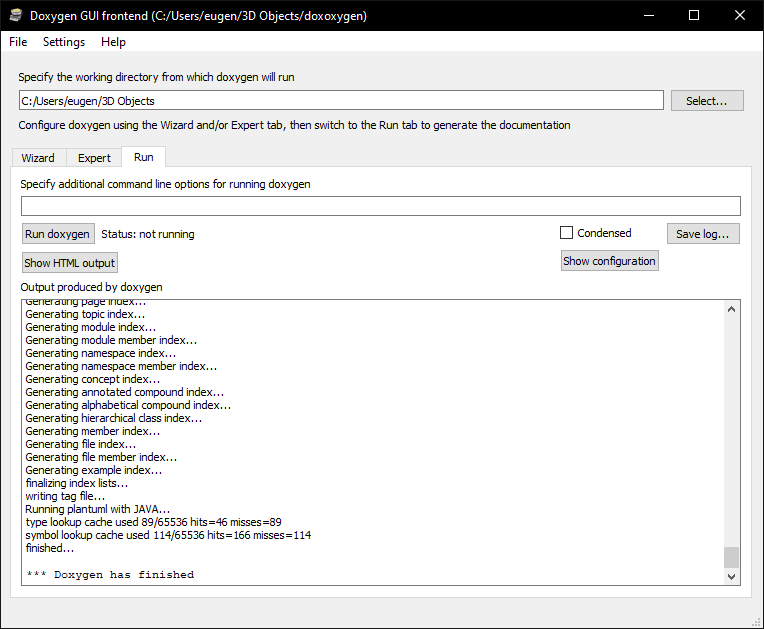 Doxygen GUI frontend (C:/Users/eugen/3D Objects/doxoxygen)
File Settings Help
Specify the working directory from which doxygen will run
C:/Users/eugen/3D Objects
Select...
Configure doxygen using the Wizard and/or Expert tab, then switch to the Run tab to generate the documentation
Wizard Expert Run
Specify additional command line options for running doxygen
Run doxygen Status: not running Condensed Save log...
Show HTML output Show configuration
Output produced by doxygen
Generating page index...
Generating topic index...
Generating module index...
Generating module member index...
Generating namespace index...
Generating namespace member index...
Generating concept index...
Generating annotated compound index...
Generating alphabetical compound index...
Generating hierarchical class index...
Generating member index...
Generating file index...
Generating file member index...
Generating example index...
finalizing index lists...
writing tag file...
Running plantuml with JAVA...
type lookup cache used 89/65536 hits=46 misses=89
symbol lookup cache used 114/65536 hits=166 misses=114
finished...
*** Doxygen has finished